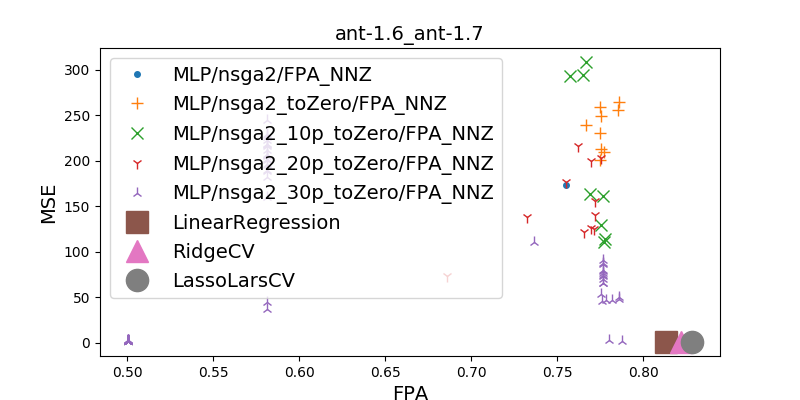 ant-1.6_ant-1.7
MSE
300
250
200
150
100
50
0
MLP/nsga2/FPA_NNZ
MLP/nsga2_toZero/FPA_NNZ
MLP/nsga2_10p_toZero/FPA_NNZ
MLP/nsga2_20p_toZero/FPA_NNZ
MLP/nsga2_30p_toZero/FPA_NNZ
LinearRegression
RidgeCV
LassoLarsCV
0.50 0.55 0.60 0.65 0.70 0.75 0.80
FPA